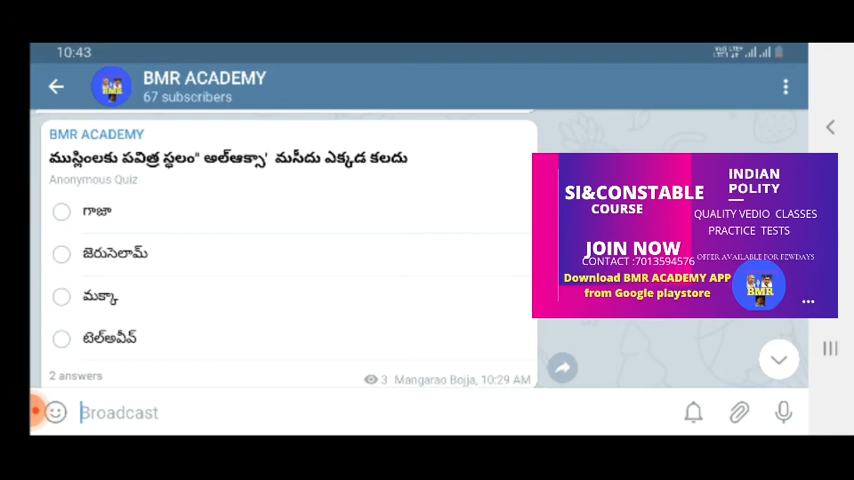 10:43
BMR ACADEMY
67 subscribers
BMR ACADEMY
ముస్లింలకు పవిత్ర స్థలం" అల్ఆక్సా' మసీదు ఎక్కడ కలదు
Anonymous Quiz
గాజా
జెరుసెలామ్
మక్కా
టెల్అవీవ్
2 answers
3 Mangarao Bojja, 10:29 AM
Broadcast
SI&CONSTABLE
COURSE
JOIN NOW
CONTACT :7013594576
Download BMR ACADEMY APP
from Google playstore
INDIAN
POLITY
QUALITY VEDIO CLASSES
PRACTICE TESTS
OFFER AVAILABLE FOR FEWDAYS
BMR